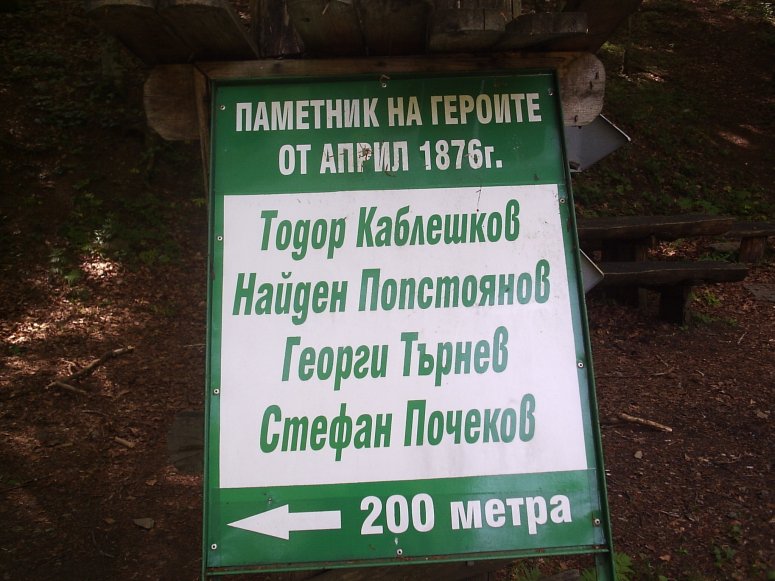 ПАМЕТНИК НА ГЕРОИТЕ
ОТ АПРИЛ 1876г.
Тодор Каблешков
Найден Попстоянов
Георги Търнев
Стефан Почеков
200 метра